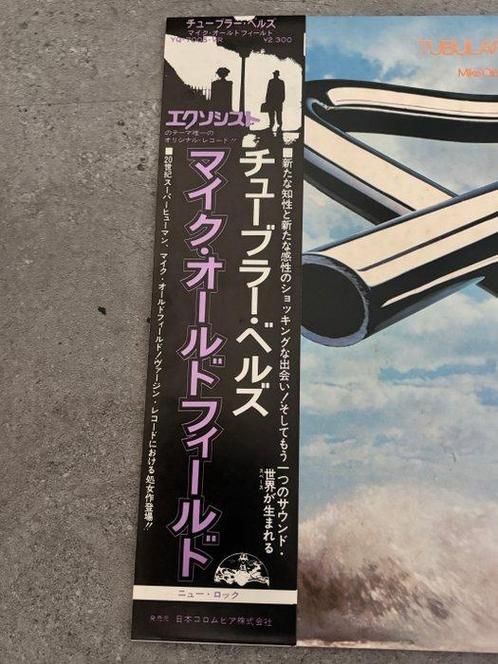 チューブラー・ベルズ
マイク・オールドフィールド
¥2,300
エクソシスト
のテーマ唯一の
オリジナル・レコード!!
■新たな知性と新たな感性のショッキングな出会い!そしてもう一つのサウンド・
世界が生まれる
スペース
チューブラー・ベルズ
マイク・オールドフィールド
■20世紀スーパーヒューマン、マイク・オールドフィールド!ヴァージン・レコードにおける処女作登場!!
ニュー・ロック
発売元 日本コロムビア株式会社
TUBULA
Mike Ol